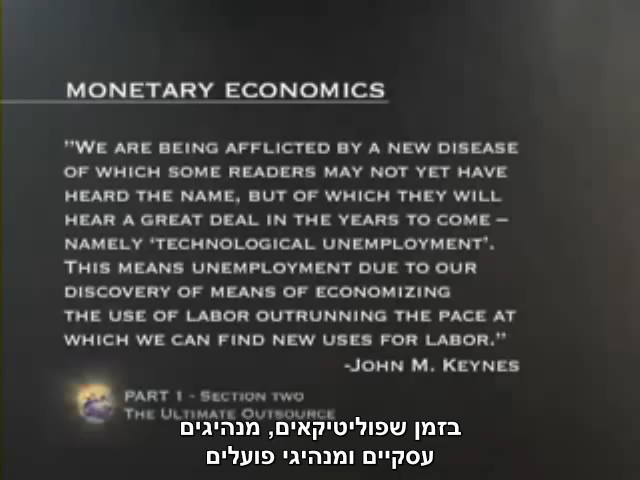 MONETARY ECONOMICS
"WE ARE BEING AFFLICTED BY A NEW DISEASE
OF WHICH SOME READERS MAY NOT YET HAVE
HEARD THE NAME, BUT OF WHICH THEY WILL
HEAR A GREAT DEAL IN THE YEARS TO COME –
NAMELY ‘TECHNOLOGICAL UNEMPLOYMENT’.
THIS MEANS UNEMPLOYMENT DUE TO OUR
DISCOVERY OF MEANS OF ECONOMIZING
THE USE OF LABOR OUTRUNNING THE PACE AT
WHICH WE CAN FIND NEW USES FOR LABOR."
-JOHN M. KEYNES
PART 1 - SECTION TWO
THE ULTIMATE OUTSOURCE
בזמן שפוליטיקאים, מנהיגים
עסקיים ומנהיגי פועלים